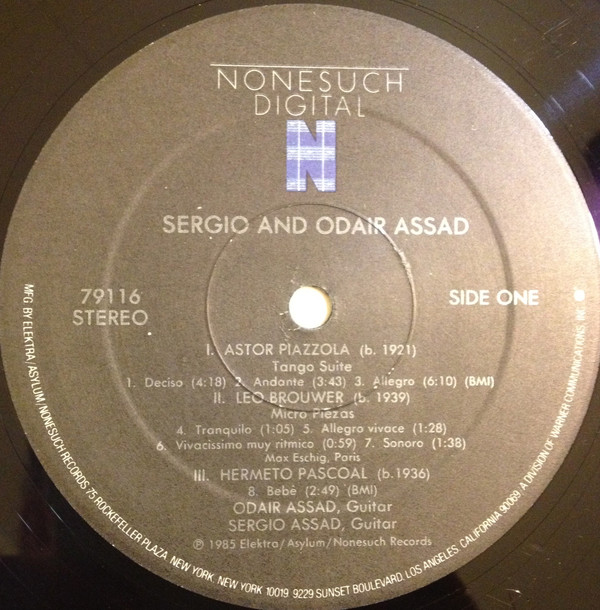 NONESUCH
DIGITAL
N
SERGIO AND ODAIR ASSAD
79116
STEREO
SIDE ONE
I. ASTOR PIAZZOLA (b. 1921)
Tango Suite
1. Deciso (4:18) 2. Andante (3:43) 3. Allegro (6:10) (BMI)
II. LEO BROUWER (b. 1939)
Micro Piezas
4. Tranquilo (1:05) 5. Allegro vivace (1:28)
6. Vivacissimo muy ritmico (0:59) 7. Sonoro (1:38)
Max Eschig, Paris
III. HERMETO PASCOAL (b.1936)
8. Bebê (2:49) (BMI)
ODAIR ASSAD, Guitar
SERGIO ASSAD, Guitar
℗ 1985 Elektra/Asylum/Nonesuch Records
MFG. BY ELEKTRA/ASYLUM/NONESUCH RECORDS 75 ROCKEFELLER PLAZA, NEW YORK, NEW YORK 10019 9229 SUNSET BOULEVARD, LOS ANGELES, CALIFORNIA 90069 A DIVISION OF WARNER COMMUNICATIONS, INC.